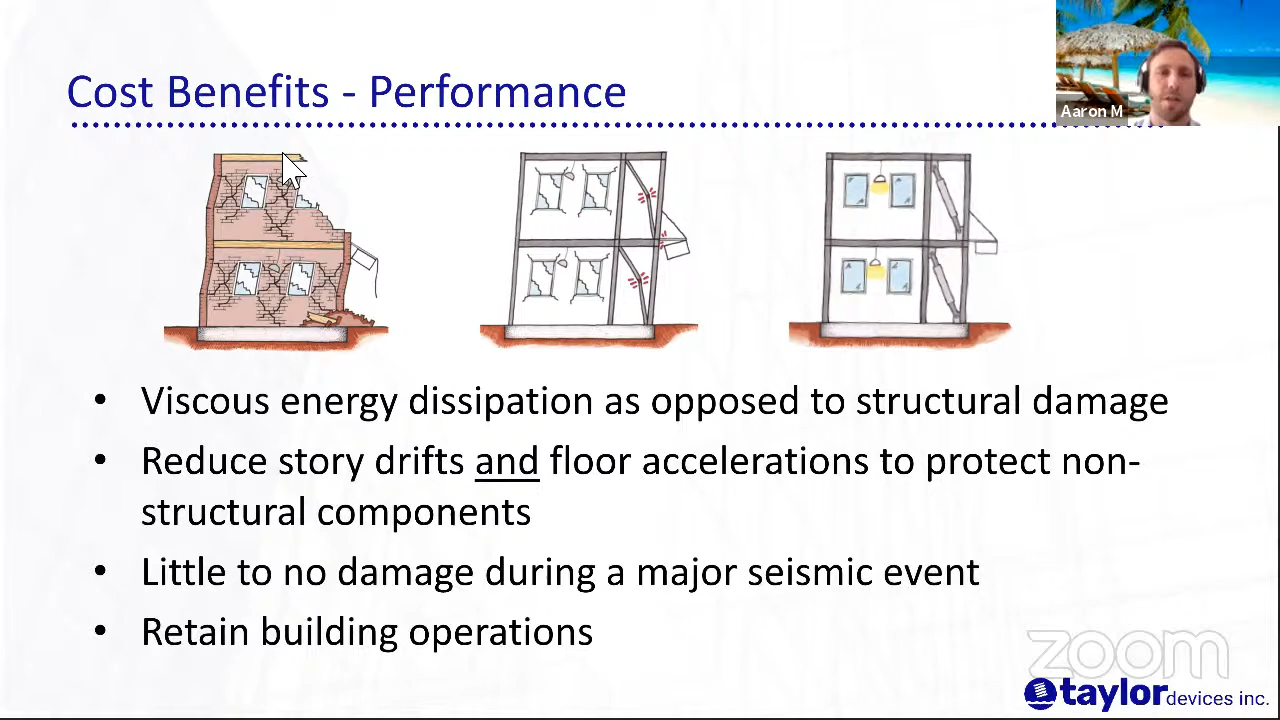 Cost Benefits - Performance
Aaron M
• Viscous energy dissipation as opposed to structural damage
• Reduce story drifts and floor accelerations to protect non-
structural components
• Little to no damage during a major seismic event
• Retain building operations
zoom
taylor devices inc.